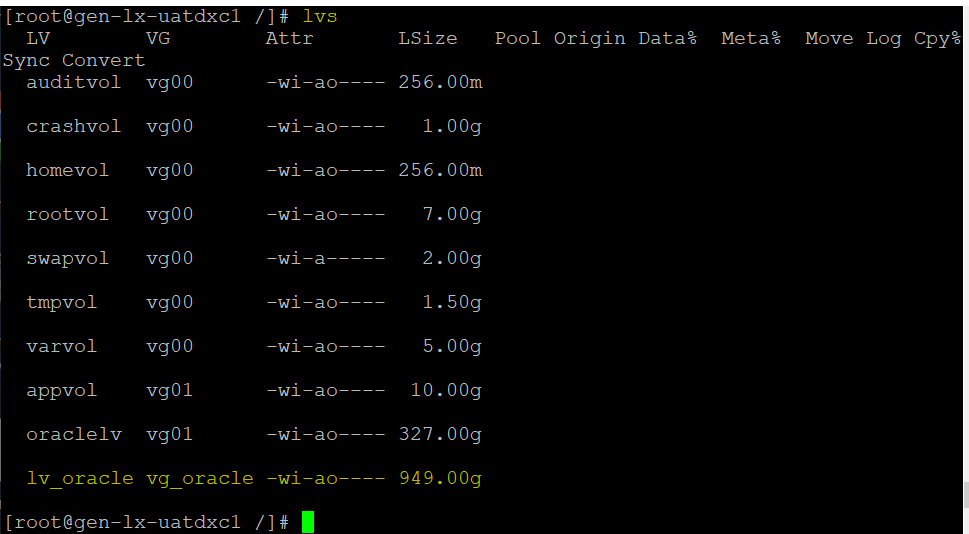 [root@gen-lx-uatdxc1 /]# lvs
  LV        VG        Attr       LSize   Pool Origin Data%  Meta%  Move Log Cpy%
Sync Convert
  auditvol  vg00      -wi-ao---- 256.00m
  crashvol  vg00      -wi-ao----   1.00g
  homevol   vg00      -wi-ao---- 256.00m
  rootvol   vg00      -wi-ao----   7.00g
  swapvol   vg00      -wi-a-----   2.00g
  tmpvol    vg00      -wi-ao----   1.50g
  varvol    vg00      -wi-ao----   5.00g
  appvol    vg01      -wi-ao----  10.00g
  oraclelv  vg01      -wi-ao---- 327.00g
  lv_oracle vg_oracle -wi-ao---- 949.00g
[root@gen-lx-uatdxc1 /]#